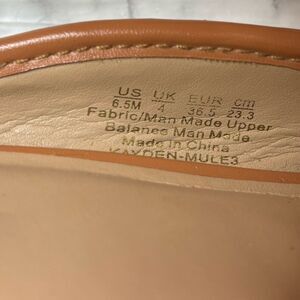 US UK EUR cm
6.5M 4 36.5 23.3
Fabric/Man Made Upper
Balance Man Made
Made in China
KAYDEN-MULE3